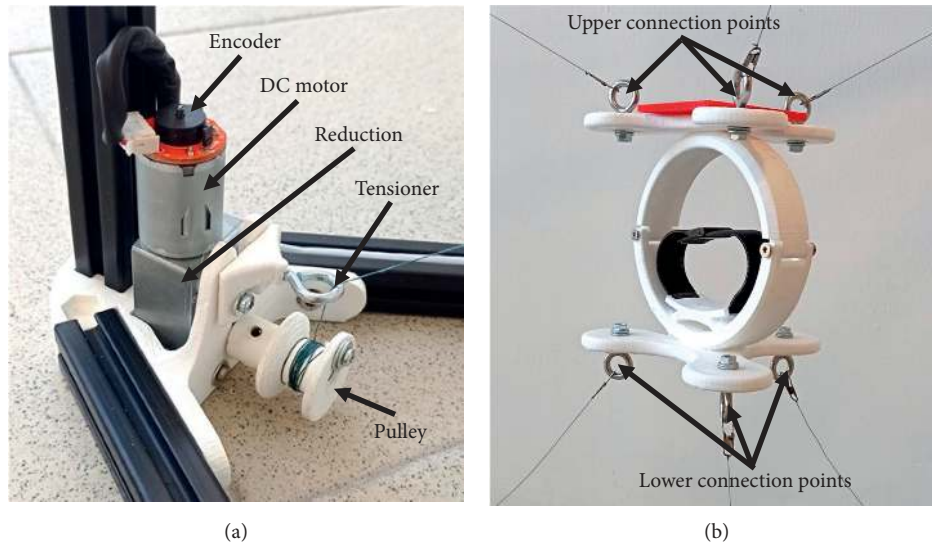 Encoder
DC motor
Reduction
Tensioner
Pulley
(a)
Upper connection points
Lower connection points
(b)